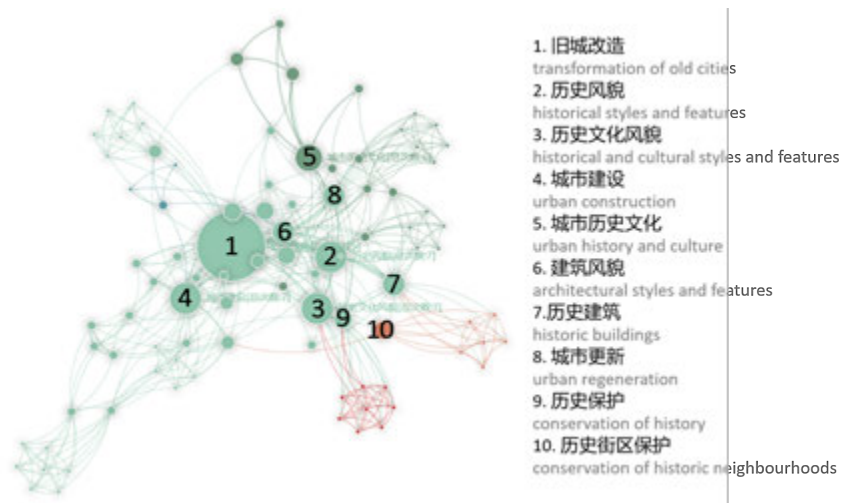 1
2
3
4
5
6
7
8
9
10
1. 旧城改造
transformation of old cities
2. 历史风貌
historical styles and features
3. 历史文化风貌
historical and cultural styles and features
4. 城市建设
urban construction
5. 城市历史文化
urban history and culture
6. 建筑风貌
architectural styles and features
7.历史建筑
historic buildings
8. 城市更新
urban regeneration
9. 历史保护
conservation of history
10. 历史街区保护
conservation of historic neighbourhoods